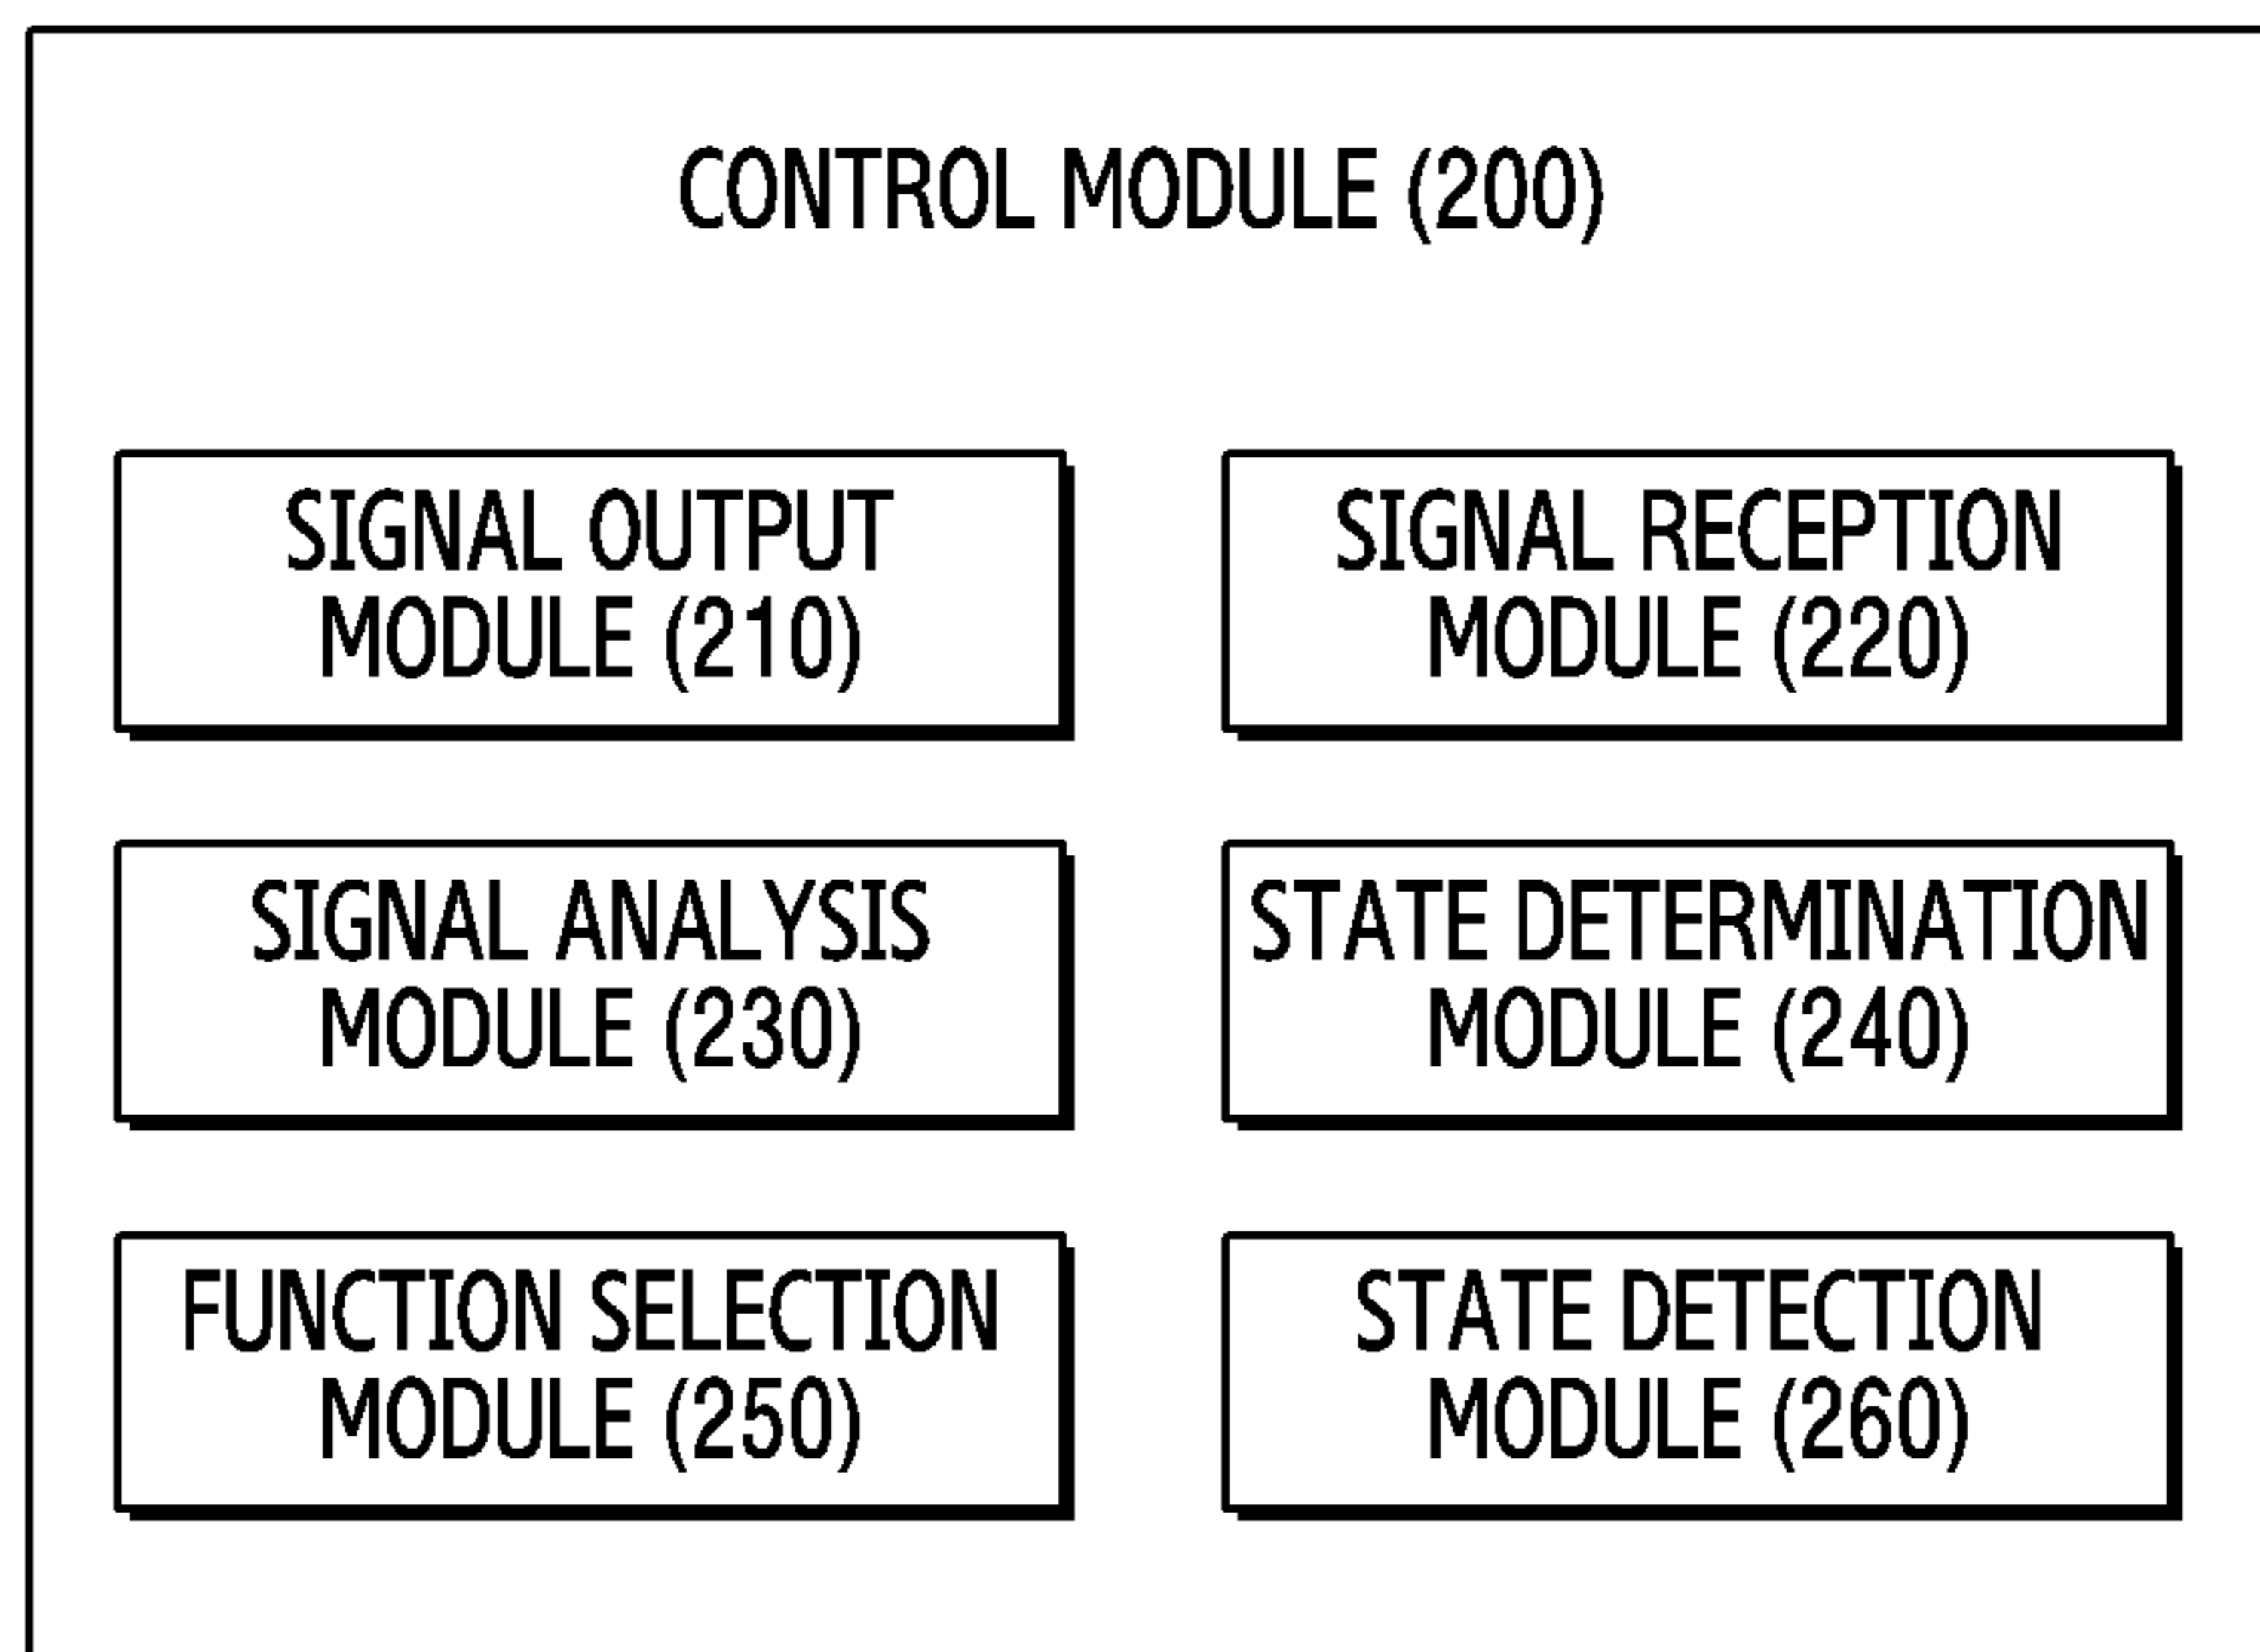 CONTROL MODULE (200)
SIGNAL OUTPUT
MODULE (210)
SIGNAL RECEPTION
MODULE (220)
SIGNAL ANALYSIS
MODULE (230)
STATE DETERMINATION
MODULE (240)
FUNCTION SELECTION
MODULE (250)
STATE DETECTION
MODULE (260)